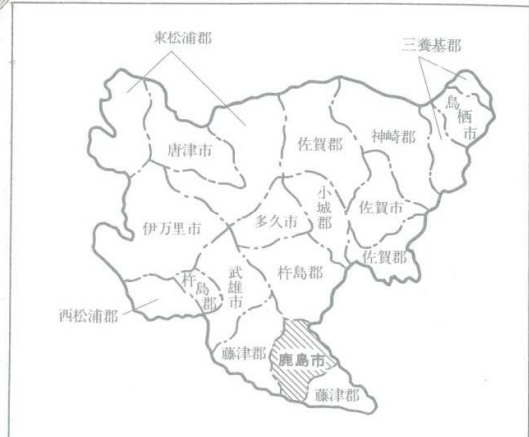 東松浦郡
三養基郡
鳥栖市
唐津市
佐賀郡
神崎郡
小城郡
伊万里市
多久市
佐賀市
佐賀郡
杵島郡
武雄市
杵島郡
西松浦郡
藤津郡
鹿島市
藤津郡